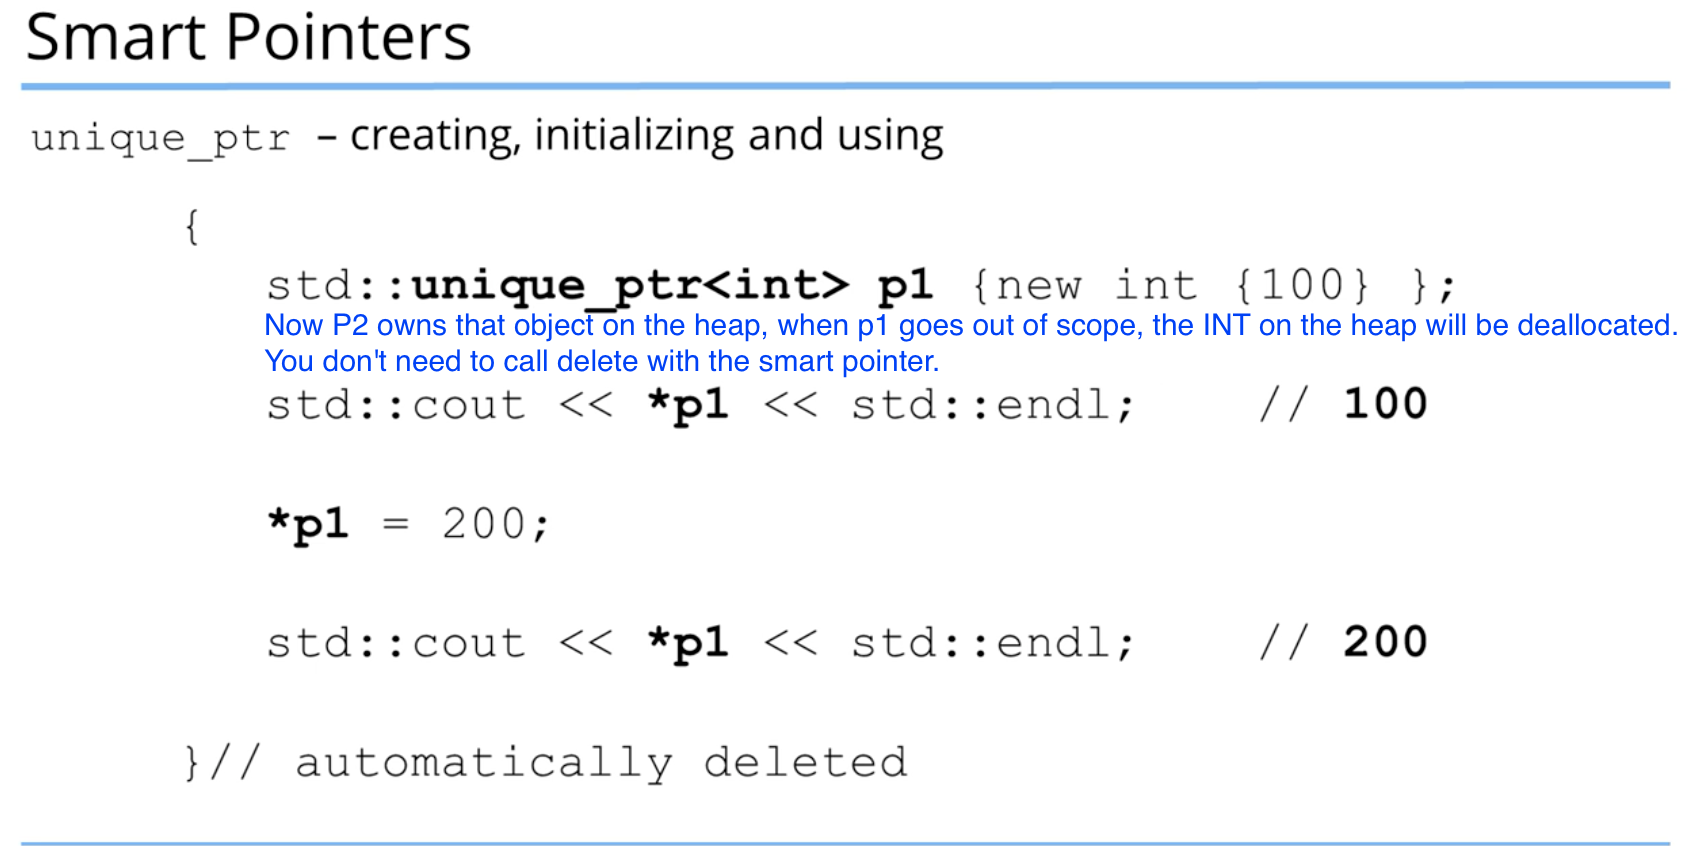 Smart Pointers
unique_ptr – creating, initializing and using
{
std::unique_ptr<int> p1 {new int {100} };
Now P2 owns that object on the heap, when p1 goes out of scope, the INT on the heap will be deallocated.
You don't need to call delete with the smart pointer.
std::cout << *p1 << std::endl; // 100
*p1 = 200;
std::cout << *p1 << std::endl; // 200
}// automatically deleted